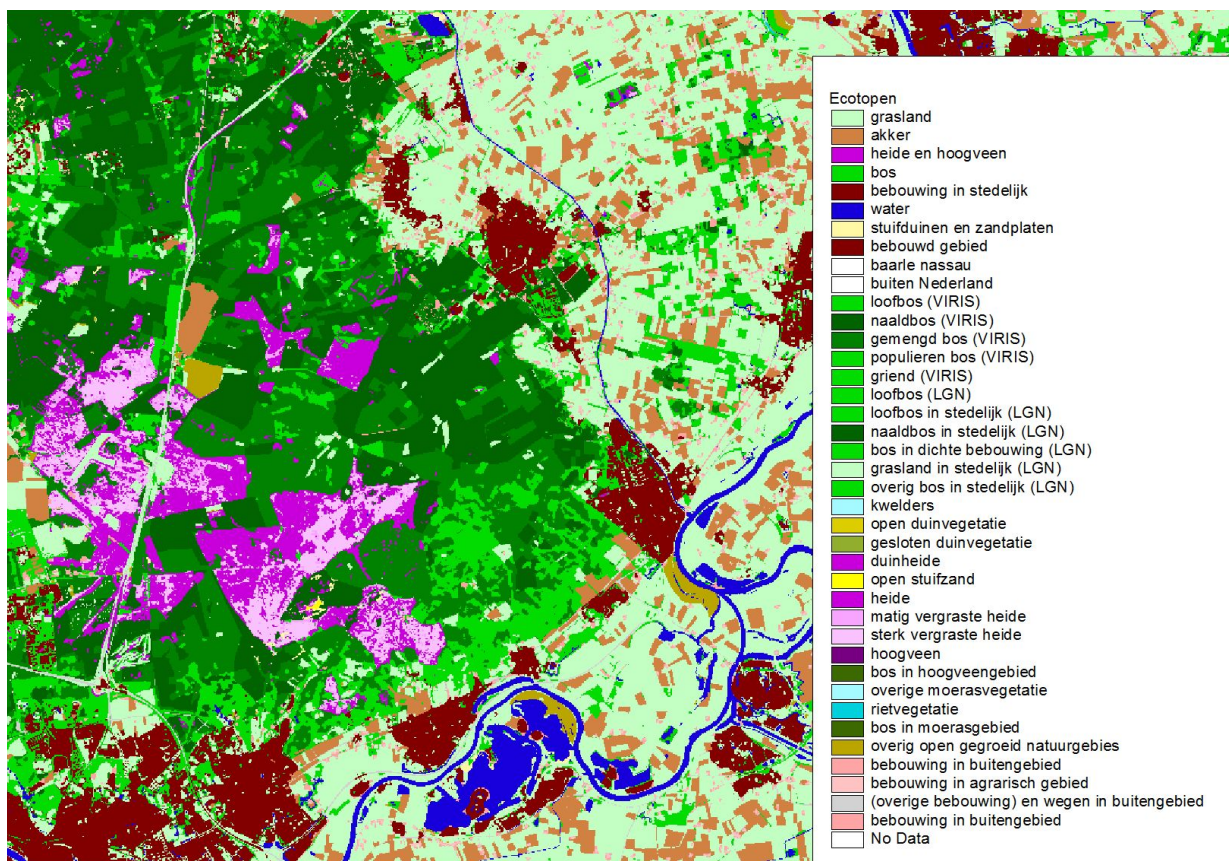 Ecotopen
grasland
akker
heide en hoogveen
bos
bebouwing in stedelijk
water
stuifduinen en zandplaten
bebouwd gebied
baarle nassau
buiten Nederland
loofbos (VIRIS)
naaldbos (VIRIS)
gemengd bos (VIRIS)
populieren bos (VIRIS)
griend (VIRIS)
loofbos (LGN)
loofbos in stedelijk (LGN)
naaldbos in stedelijk (LGN)
bos in dichte bebouwing (LGN)
grasland in stedelijk (LGN)
overig bos in stedelijk (LGN)
kwelders
open duinvegetatie
gesloten duinvegetatie
duinheide
open stuifzand
heide
matig vergraste heide
sterk vergraste heide
hoogveen
bos in hoogveengebied
overige moerasvegetatie
rietvegetatie
bos in moerasgebied
overig open gegroeid natuurgebies
bebouwing in buitengebied
bebouwing in agrarisch gebied
(overige bebouwing) en wegen in buitengebied
bebouwing in buitengebied
No Data